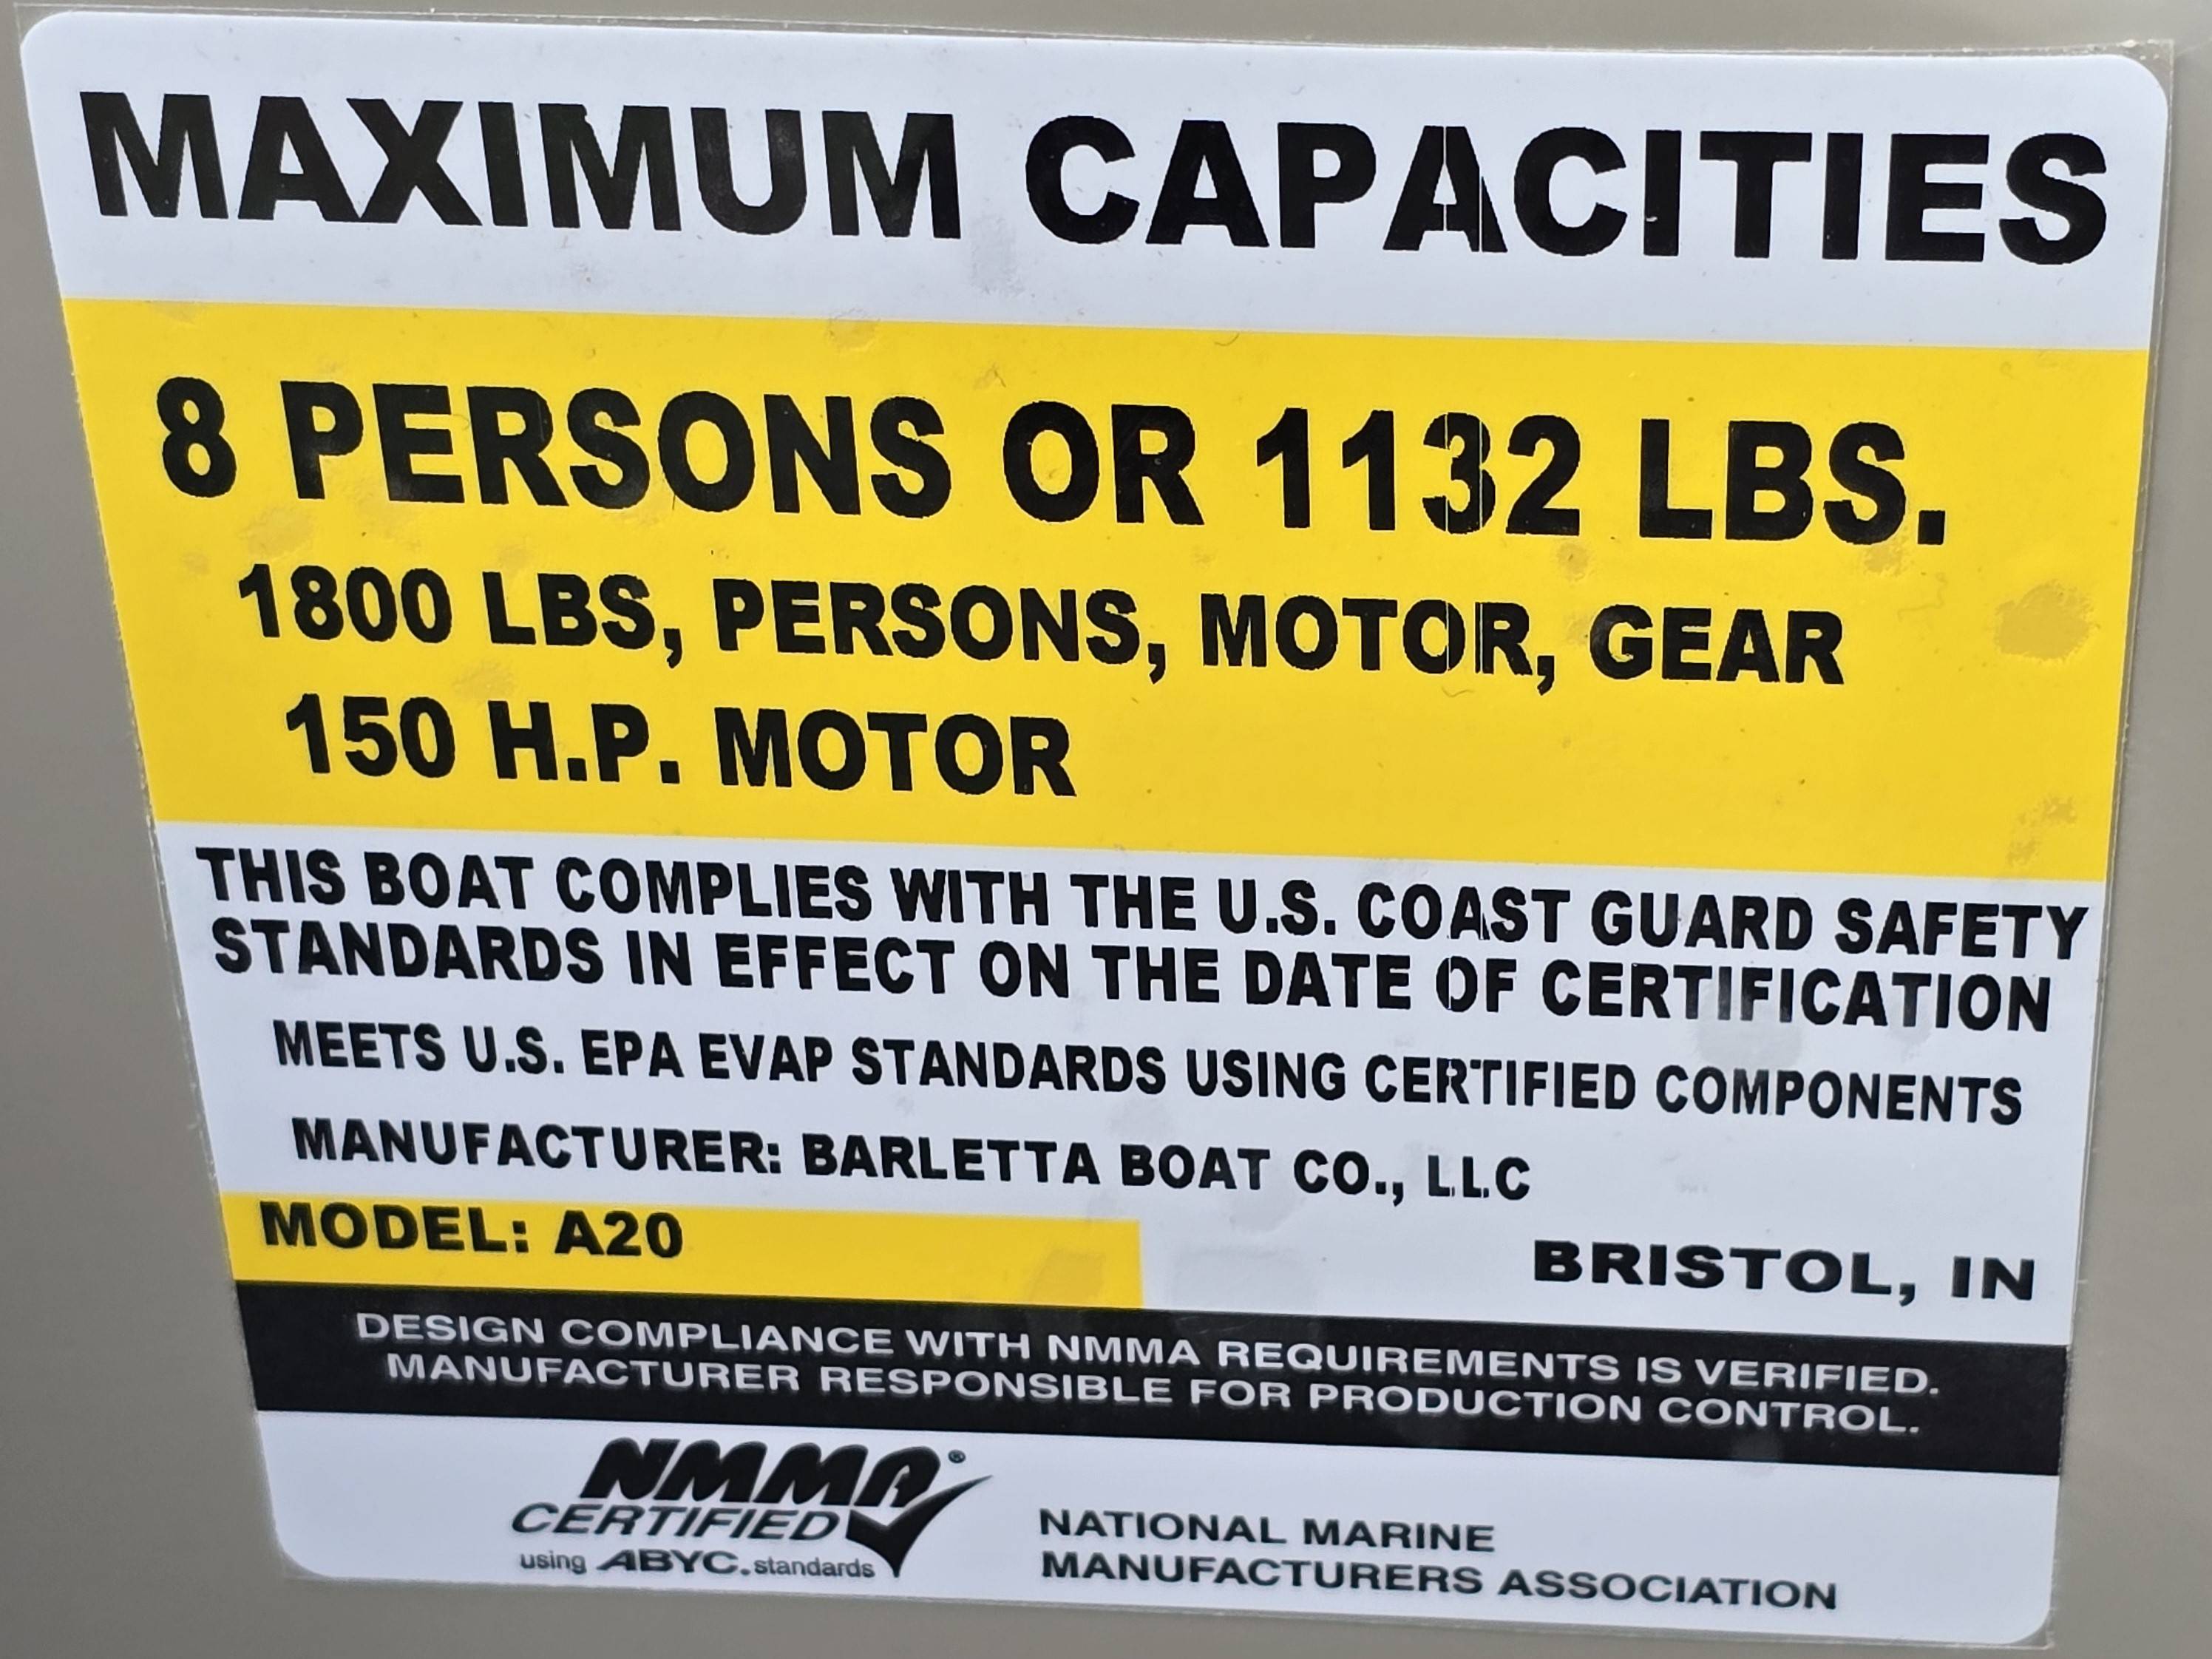 MAXIMUM CAPACITIES
8 PERSONS OR 1132 LBS.
1800 LBS, PERSONS, MOTOR, GEAR
150 H.P. MOTOR
THIS BOAT COMPLIES WITH THE U.S. COAST GUARD SAFETY
STANDARDS IN EFFECT ON THE DATE OF CERTIFICATION
MEETS U.S. EPA EVAP STANDARDS USING CERTIFIED COMPONENTS
MANUFACTURER: BARLETTA BOAT CO., LLC
MODEL: A20
BRISTOL, IN
DESIGN COMPLIANCE WITH NMMA REQUIREMENTS IS VERIFIED.
MANUFACTURER RESPONSIBLE FOR PRODUCTION CONTROL.
NMMA®
CERTIFIED
using ABYC. standards
NATIONAL MARINE
MANUFACTURERS ASSOCIATION